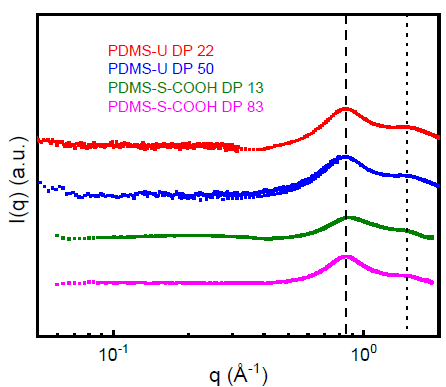 PDMS-U DP 22
PDMS-U DP 50
PDMS-S-COOH DP 13
PDMS-S-COOH DP 83
I(q) (a.u.)
10⁻¹ 10⁰
q (Å⁻¹)